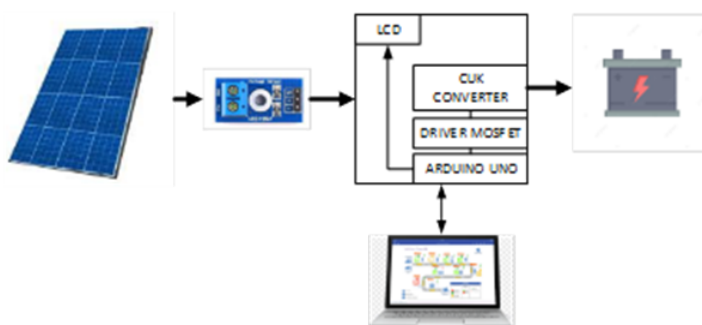 LCD
CUK
CONVERTER
DRIVER MOSFET
ARDUINO UNO